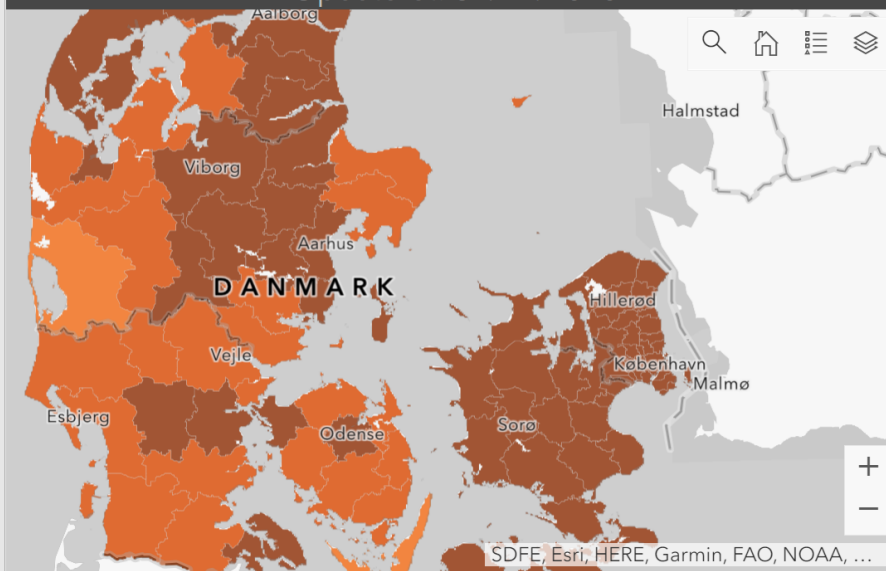 Aalborg
Halmstad
Viborg
Aarhus
DANMARK
Hillerød
Vejle
København
Malmø
Esbjerg
Sorø
Odense
+
−
SDFE, Esri, HERE, Garmin, FAO, NOAA, ...